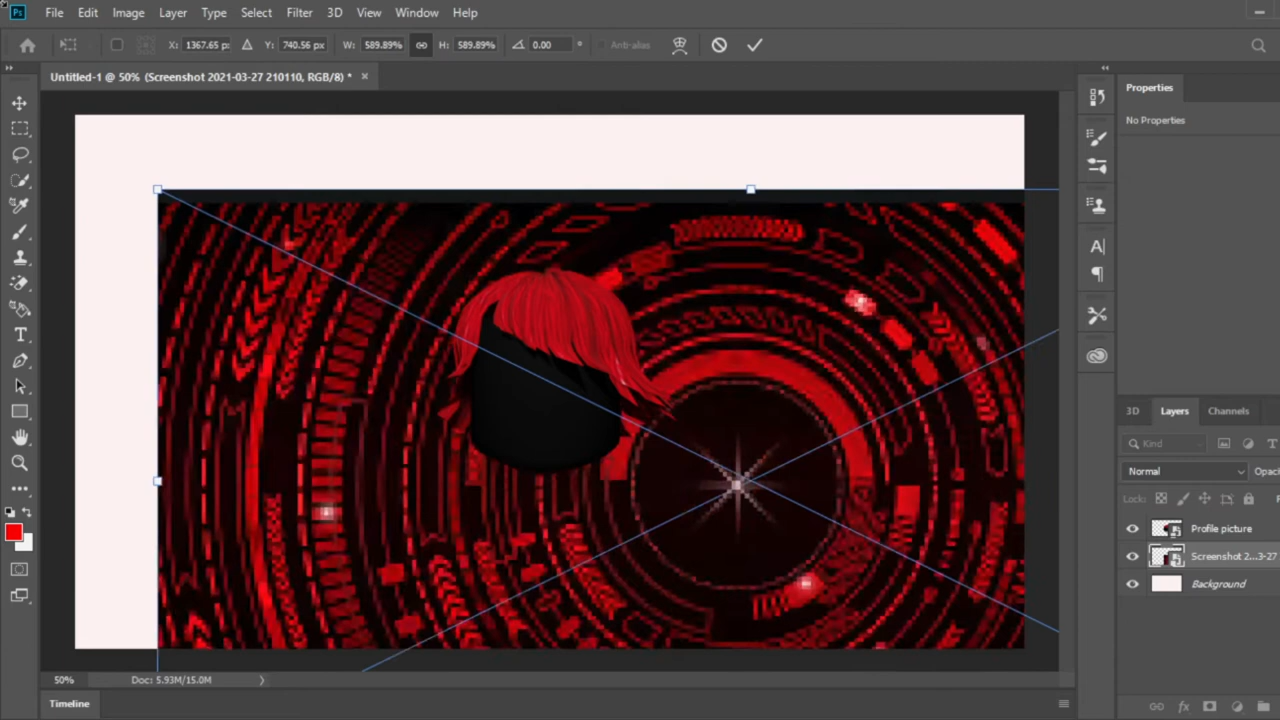 Ps File Edit Image Layer Type Select Filter 3D View Window Help
X: 1367.65 p Y: 740.56 px W: 589.89% H: 589.89% 0.00 ° Anti-alias
Untitled-1 @ 50% (Screenshot 2021-03-27 210110, RGB/8) * ×
Properties
No Properties
3D Layers Channels
Kind
Normal Opaci
Lock:
Profile picture
Screenshot 2...3-27
Background
50% Doc: 5.93M/15.0M
Timeline